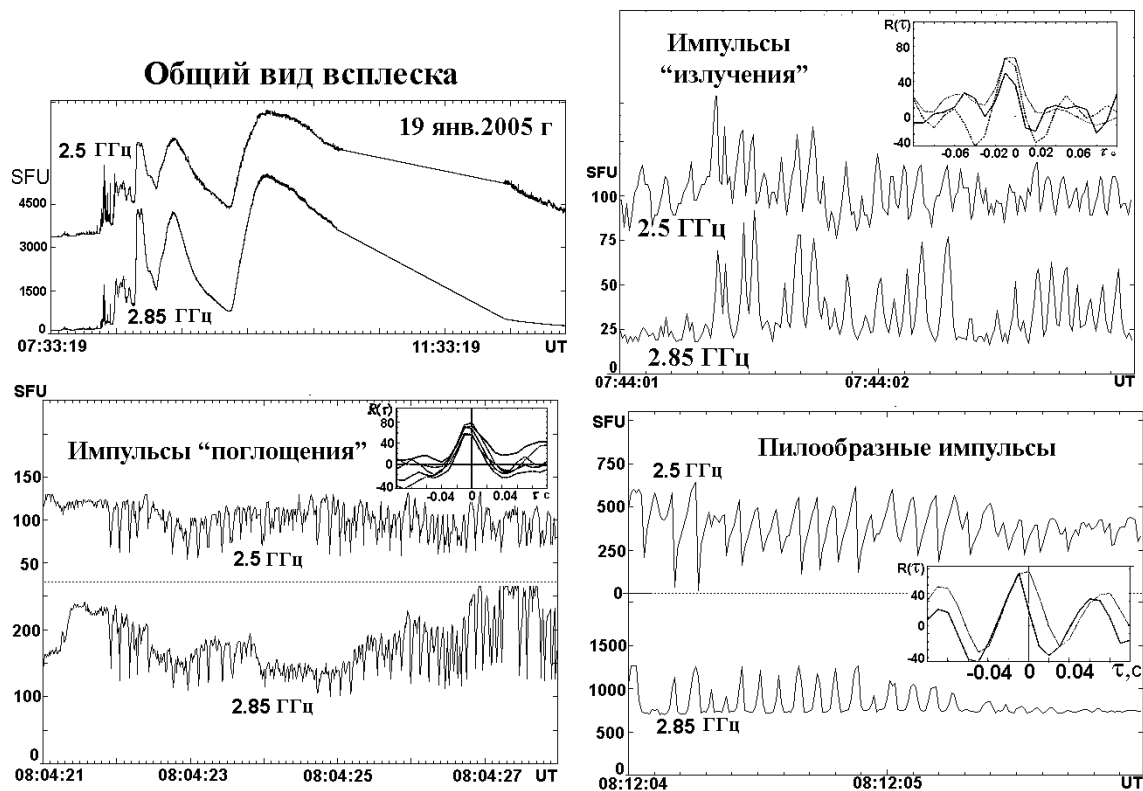 Общий вид всплеска
19 янв.2005 г
2.5 ГГц
SFU
4500
3000
1500
0
2.85 ГГц
07:33:19 11:33:19 UT
Импульсы
“излучения”
R(τ)
80
40
0
-40
-0.06 -0.02 0 0.02 0.06
SFU
100
75
50
25
0
2.5 ГГц
2.85 ГГц
07:44:01 07:44:02 UT
SFU
Импульсы “поглощения”
R(τ)
80
40
0
-40
-0.04 0 0.04 τ, с
150
100
50
2.5 ГГц
200
100
0
2.85 ГГц
08:04:21 08:04:23 08:04:25 08:04:27 UT
SFU
Пилообразные импульсы
750
500
250
0
2.5 ГГц
R(τ)
80
40
0
-40
-0.04 0 0.04 τ,с
1500
1000
500
0
2.85 ГГц
08:12:04 08:12:05 UT